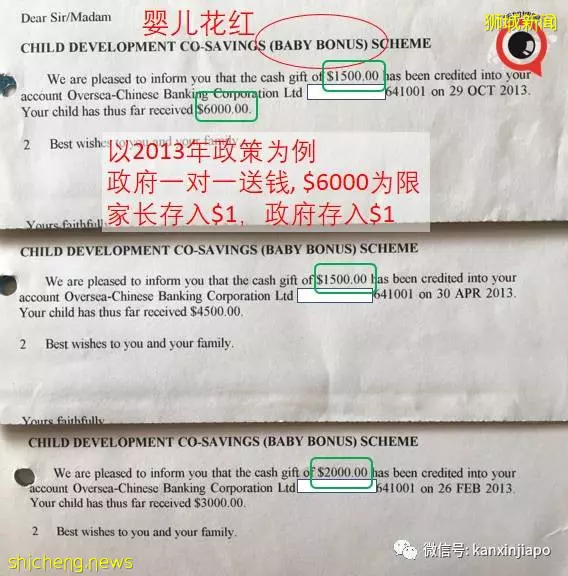 Dear Sir/Madam
婴儿花红
狮城新闻
CHILD DEVELOPMENT CO-SAVINGS (BABY BONUS) SCHEME
We are pleased to inform you that the cash gift of $1500.00 has been credited into your
account Oversea-Chinese Banking Corporation Ltd 641001 on 29 OCT 2013.
Your child has thus far received $6000.00.
2 Best wishes to you and your family.
以2013年政策为例
政府一对一送钱, $6000为限
家长存入$1, 政府存入$1
Yours faithfully
CHILD DEVELOPMENT CO-SAVINGS (BABY BONUS) SCHEME
We are pleased to inform you that the cash gift of $1500.00 has been credited into your
account Oversea-Chinese Banking Corporation Ltd 641001 on 30 APR 2013.
Your child has thus far received $4500.00.
2 Best wishes to you and your family.
Yours faithfully
CHILD DEVELOPMENT CO-SAVINGS (BABY BONUS) SCHEME
We are pleased to inform you that the cash gift of $2000.00 has been credited into your
account Oversea-Chinese Banking Corporation Ltd 641001 on 26 FEB 2013.
Your child has thus far received $3000.00.
2 Best wishes to you and your family.
shicheng.news
微信号: kanxinjiapo